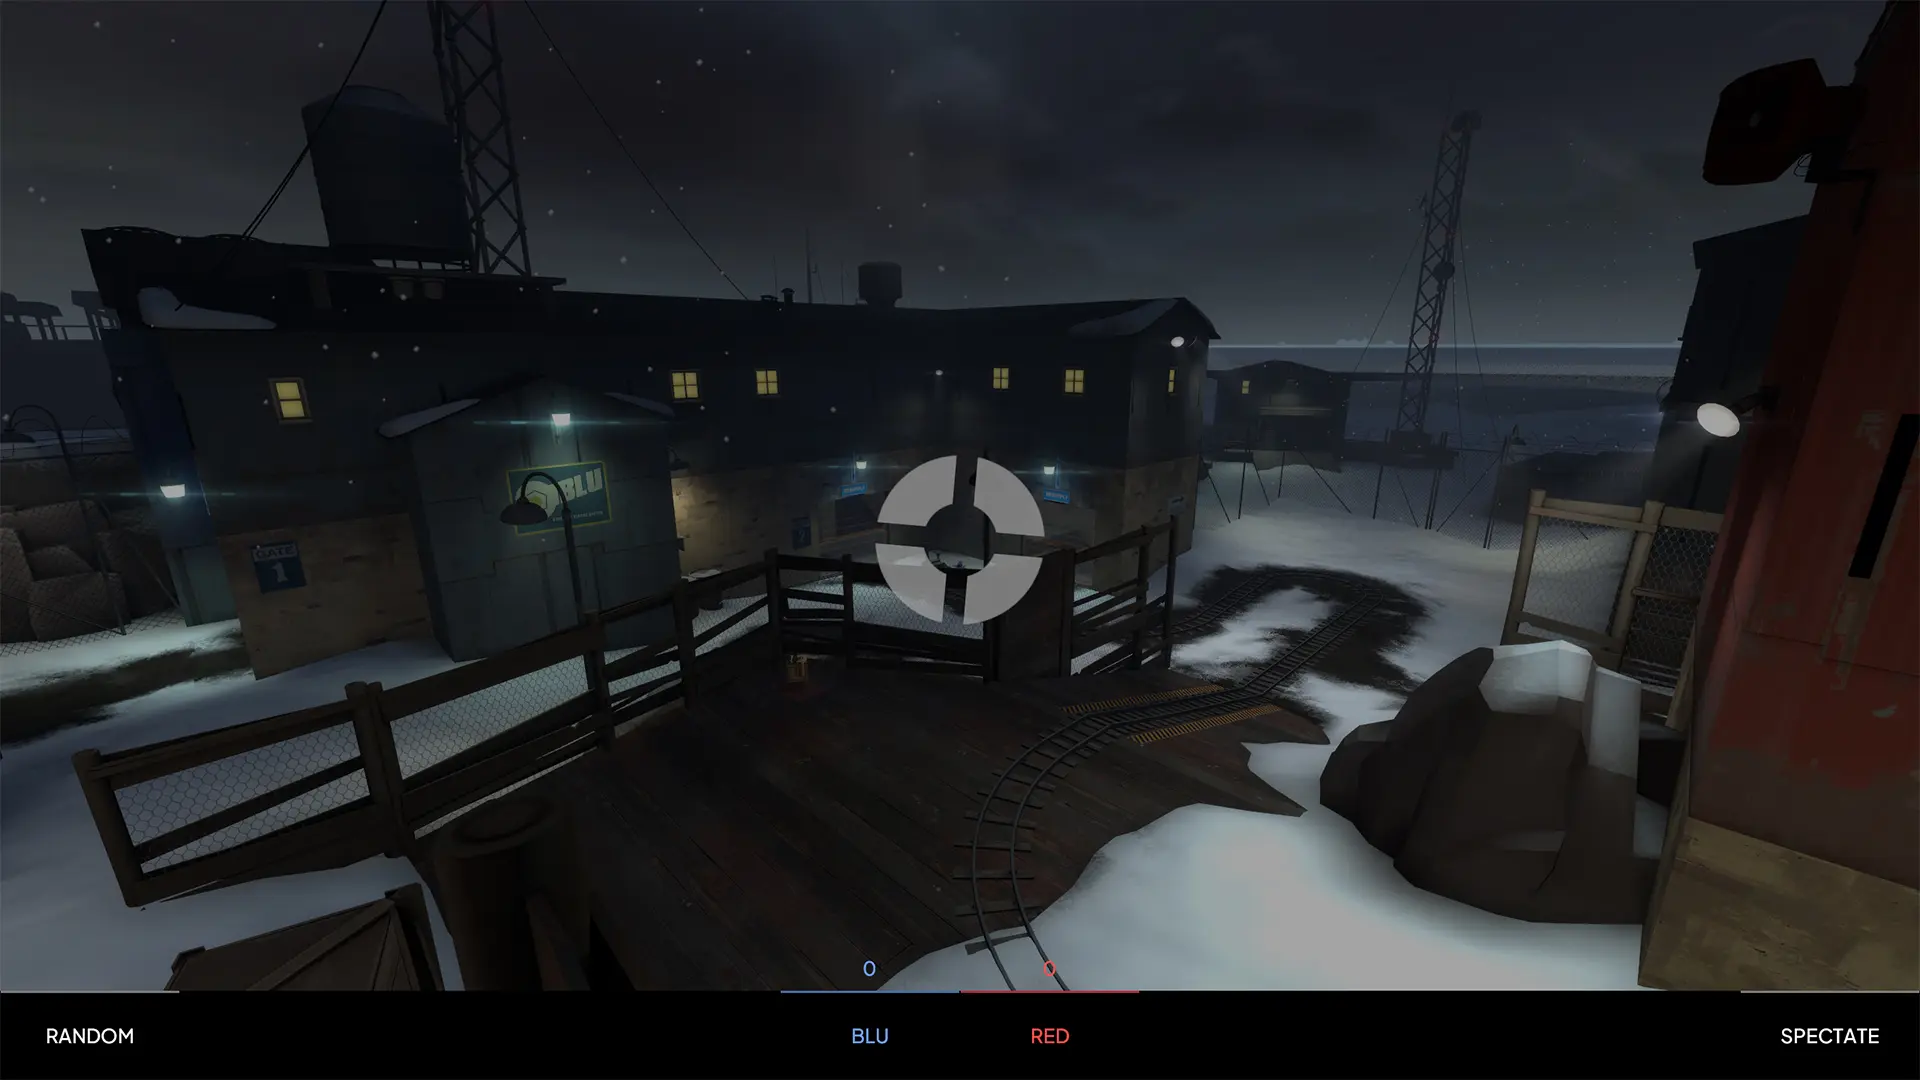 BLU
GATE
1
0
0
RANDOM
BLU
RED
SPECTATE